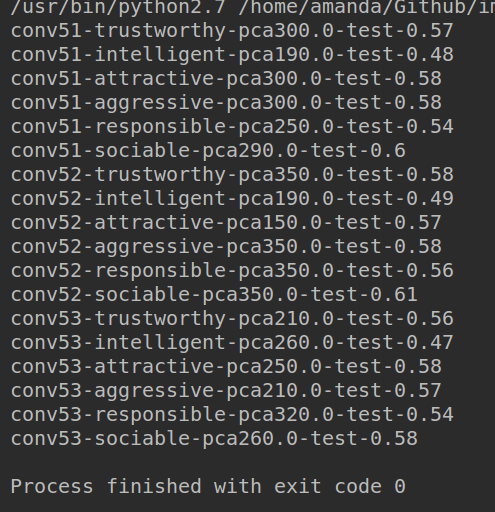 /usr/bin/python2.7 /home/amanda/Github/
conv51-trustworthy-pca300.0-test-0.57
conv51-intelligent-pca190.0-test-0.48
conv51-attractive-pca300.0-test-0.58
conv51-aggressive-pca300.0-test-0.58
conv51-responsible-pca250.0-test-0.54
conv51-sociable-pca290.0-test-0.6
conv52-trustworthy-pca350.0-test-0.58
conv52-intelligent-pca190.0-test-0.49
conv52-attractive-pca150.0-test-0.57
conv52-aggressive-pca350.0-test-0.58
conv52-responsible-pca350.0-test-0.56
conv52-sociable-pca350.0-test-0.61
conv53-trustworthy-pca210.0-test-0.56
conv53-intelligent-pca260.0-test-0.47
conv53-attractive-pca250.0-test-0.58
conv53-aggressive-pca210.0-test-0.57
conv53-responsible-pca320.0-test-0.54
conv53-sociable-pca260.0-test-0.58
Process finished with exit code 0